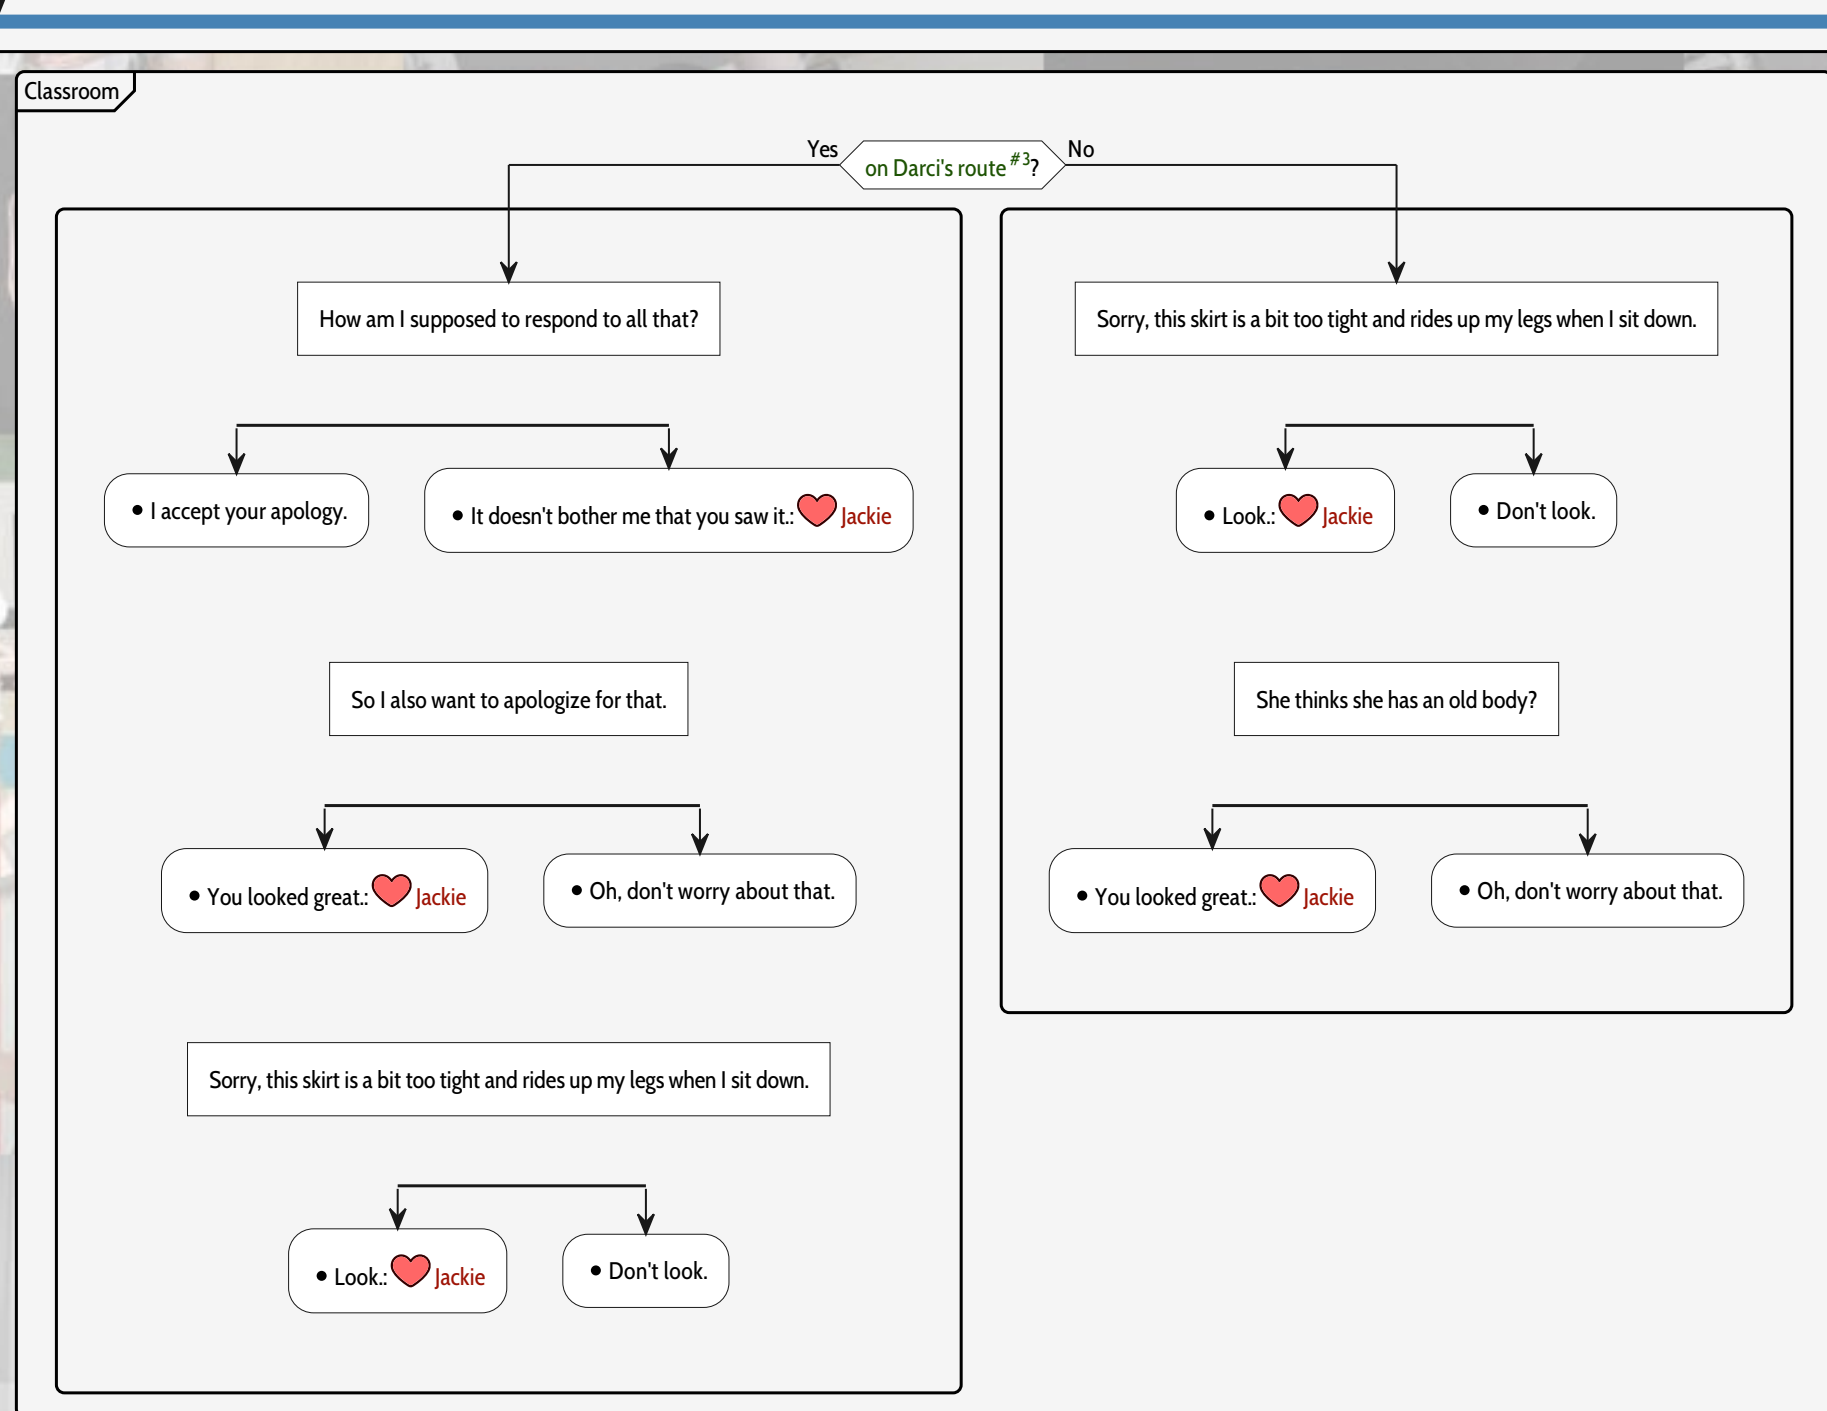 Classroom
Yes
on Darci's route #3?
No
How am I supposed to respond to all that?
• I accept your apology.
• It doesn't bother me that you saw it.: Jackie
So I also want to apologize for that.
• You looked great.: Jackie
• Oh, don't worry about that.
Sorry, this skirt is a bit too tight and rides up my legs when I sit down.
• Look.: Jackie
• Don't look.
Sorry, this skirt is a bit too tight and rides up my legs when I sit down.
• Look.: Jackie
• Don't look.
She thinks she has an old body?
• You looked great.: Jackie
• Oh, don't worry about that.